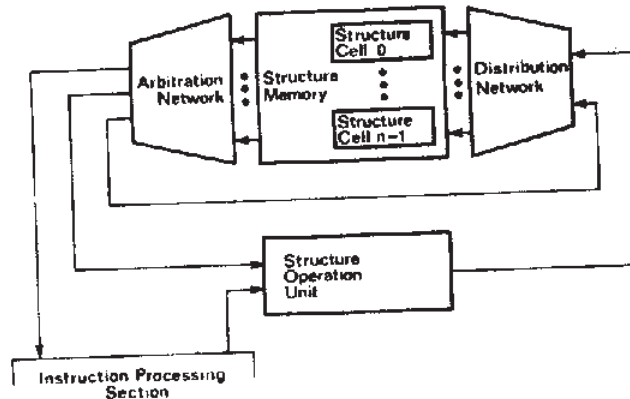 Structure
Cell 0
Arbitration
Network
Structure
Memory
Distribution
Network
Structure
Cell n-1
Structure
Operation
Unit
Instruction Processing
Section